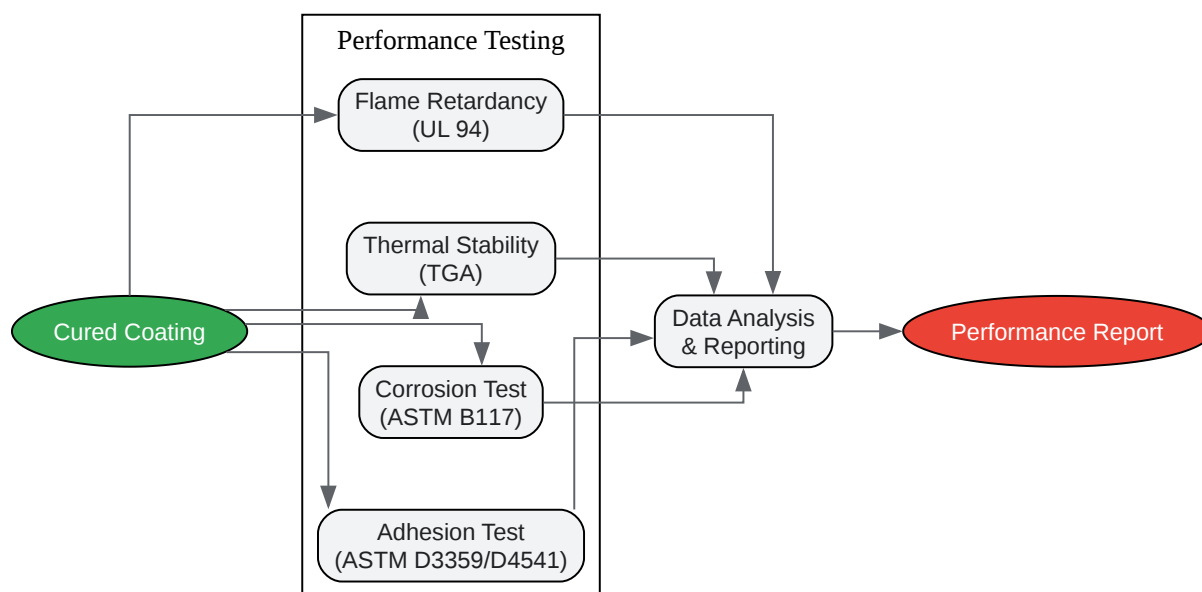 Performance Testing
Flame Retardancy
(UL 94)
Thermal Stability
(TGA)
Cured Coating
Data Analysis
& Reporting
Performance Report
Corrosion Test
(ASTM B117)
Adhesion Test
(ASTM D3359/D4541)